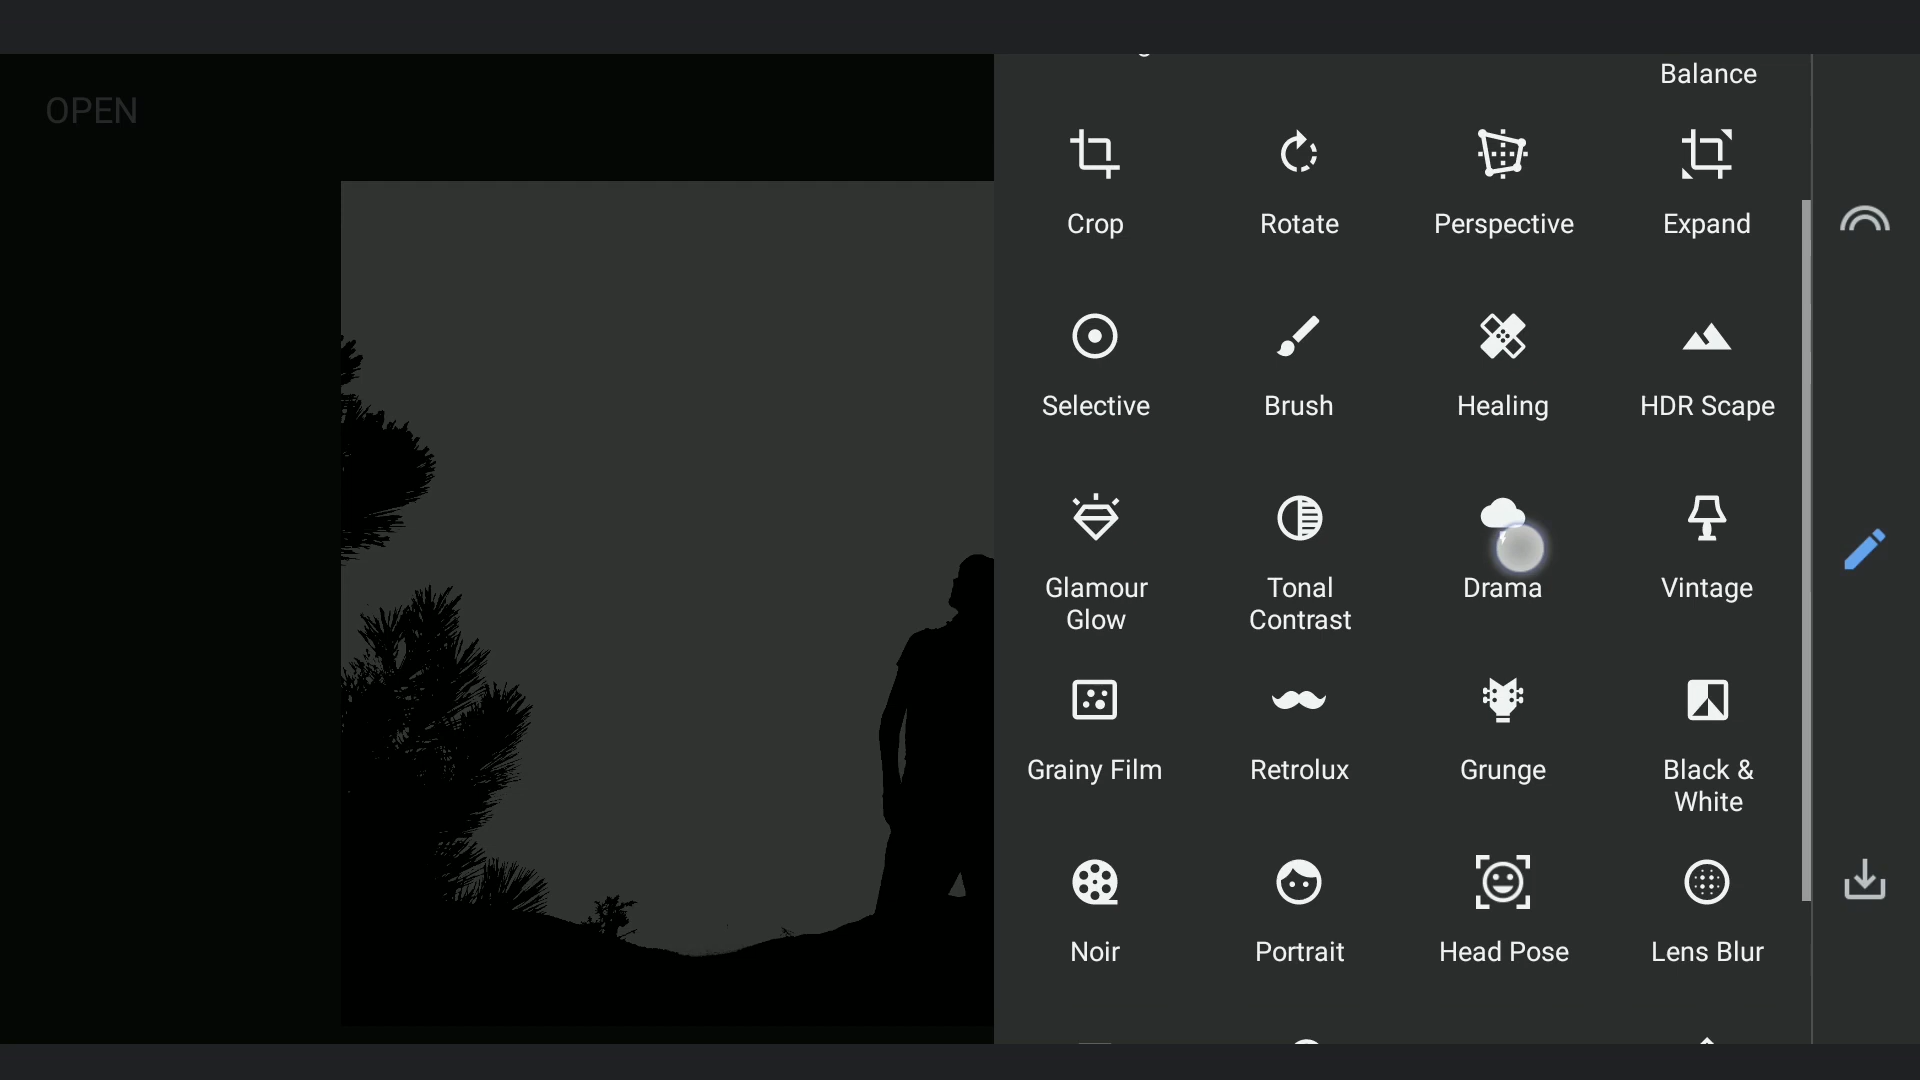 OPEN
Balance
Crop
Rotate
Perspective
Expand
Selective
Brush
Healing
HDR Scape
Glamour
Glow
Tonal
Contrast
Drama
Vintage
Grainy Film
Retrolux
Grunge
Black &
White
Noir
Portrait
Head Pose
Lens Blur